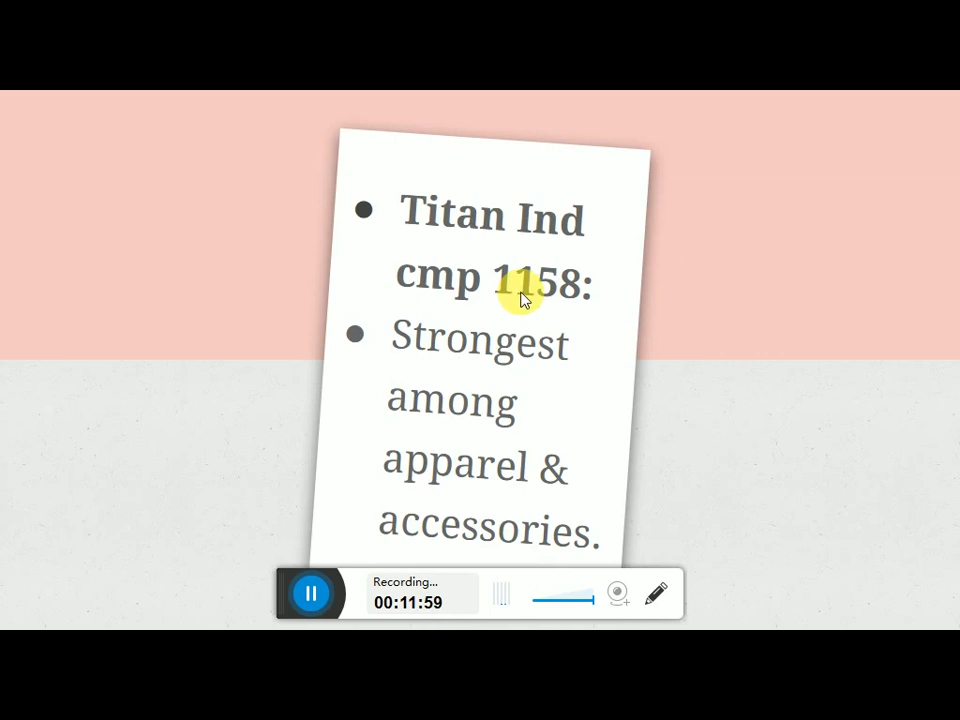 ● Titan Ind
cmp 1158:
● Strongest
among
apparel &
accessories.
Recording...
00:11:59